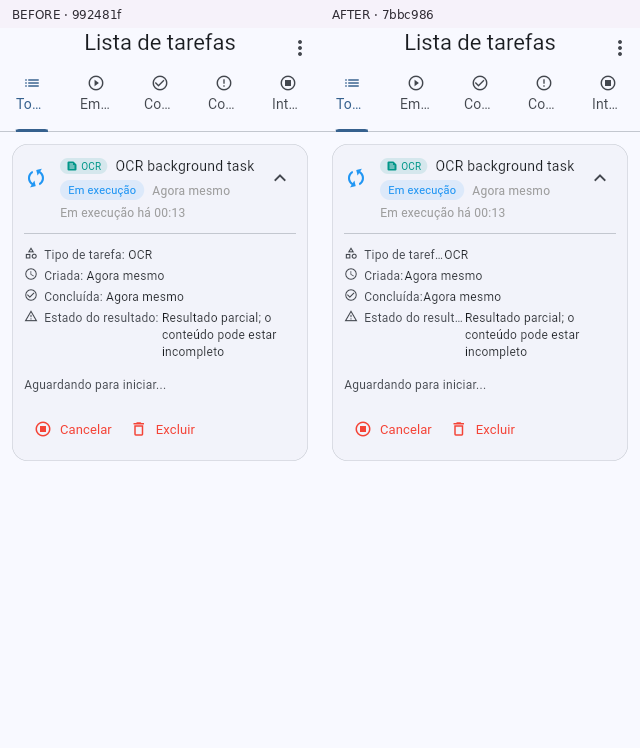 BEFORE · 992481f
Lista de tarefas
To...
Em...
Co...
Co...
Int...
OCR OCR background task
Em execução Agora mesmo
Em execução há 00:13
Tipo de tarefa: OCR
Criada: Agora mesmo
Concluída: Agora mesmo
Estado do resultado: Resultado parcial; o
conteúdo pode estar
incompleto
Aguardando para iniciar...
Cancelar
Excluir
AFTER · 7bbc986
Lista de tarefas
To...
Em...
Co...
Co...
Int...
OCR OCR background task
Em execução Agora mesmo
Em execução há 00:13
Tipo de taref...OCR
Criada:Agora mesmo
Concluída:Agora mesmo
Estado do result...Resultado parcial; o
conteúdo pode estar
incompleto
Aguardando para iniciar...
Cancelar
Excluir